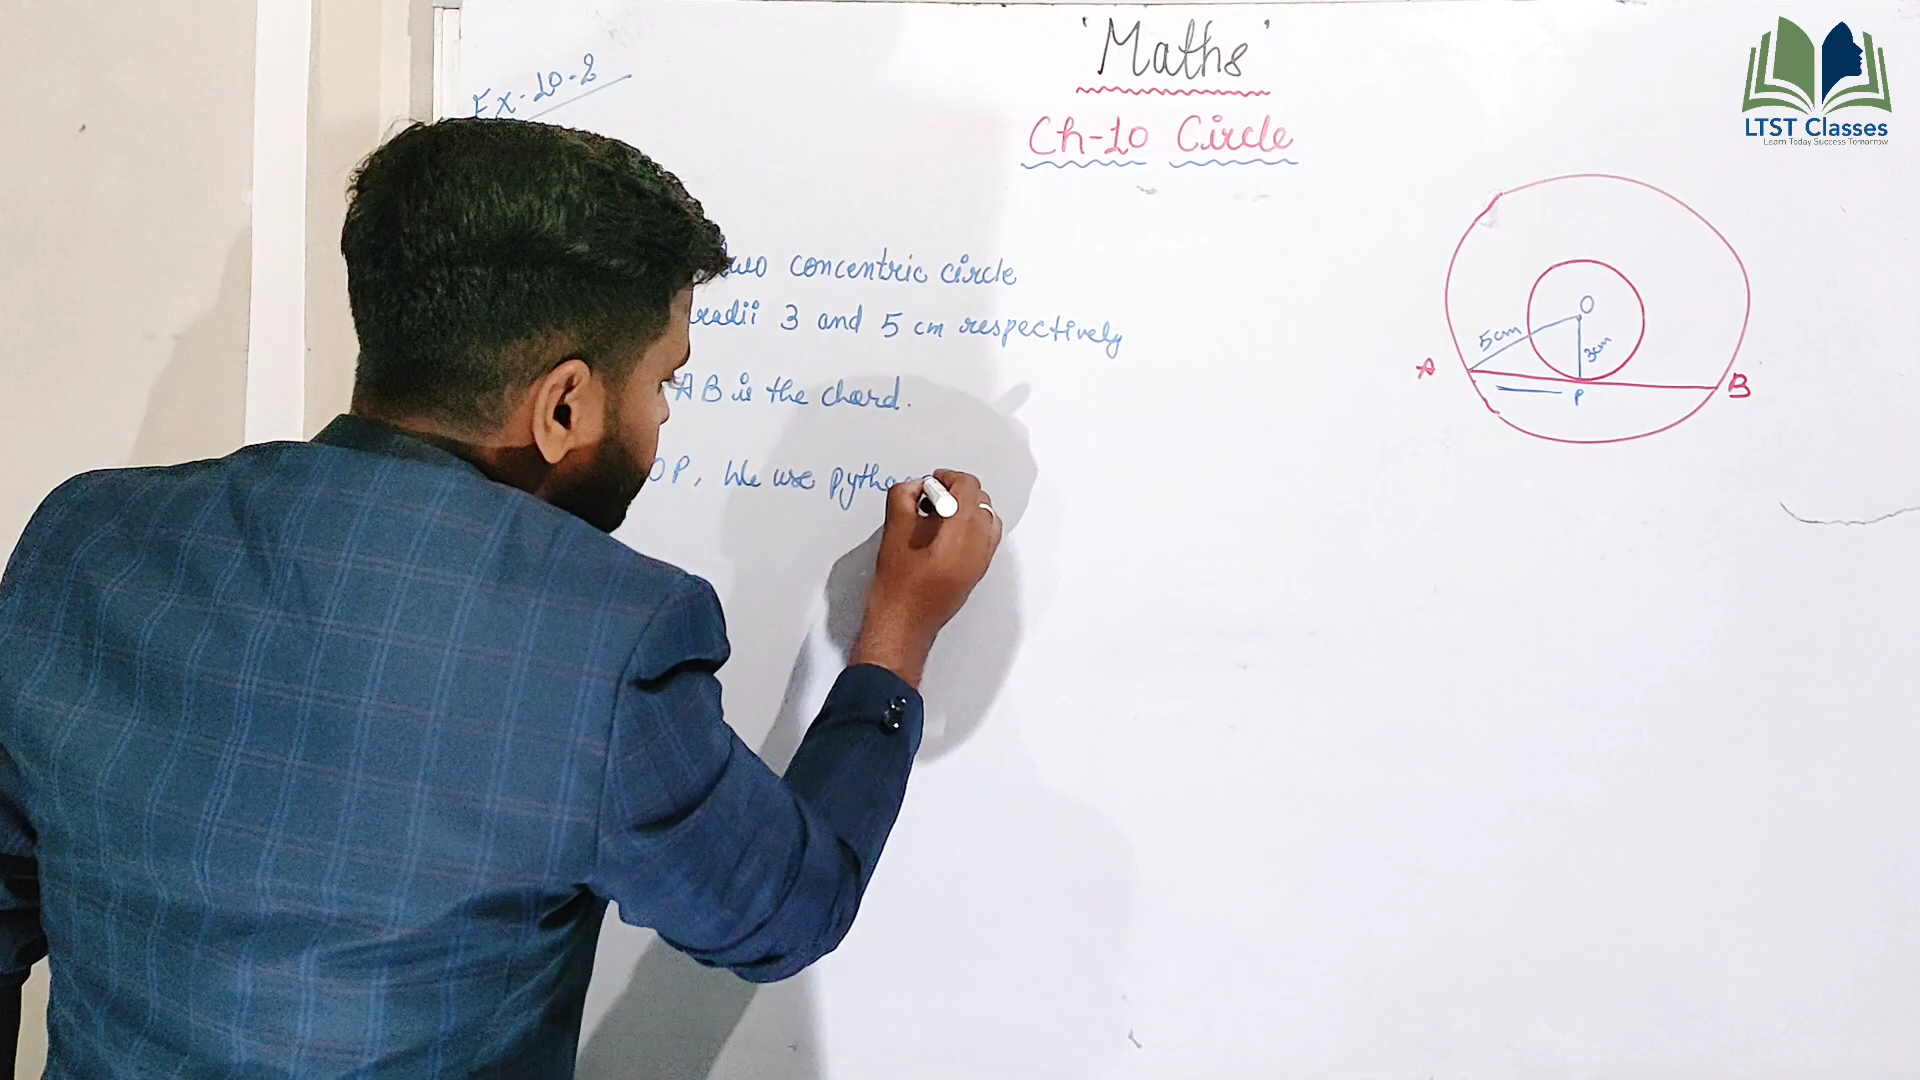 Ex-10.2
'Maths'
Ch-10 Circle
LTST Classes
Learn Today Success Tomorrow
two concentric circle
radii 3 and 5 cm respectively
AB is the chord.
OP, We use
O
5cm
3cm
A
P
B